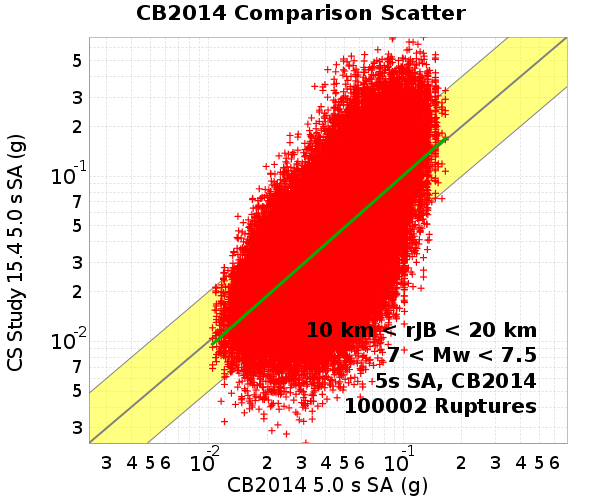 CB2014 Comparison Scatter
CS Study 15.4 5.0 s SA (g)
5
3
2
10-1
7
5
3
2
10-2
7
5
3
10 km < rJB < 20 km
7 < Mw < 7.5
5s SA, CB2014
100002 Ruptures
3 4 5 6 10-2 2 3 4 5 6 10-1 2 3 4 5 6
CB2014 5.0 s SA (g)